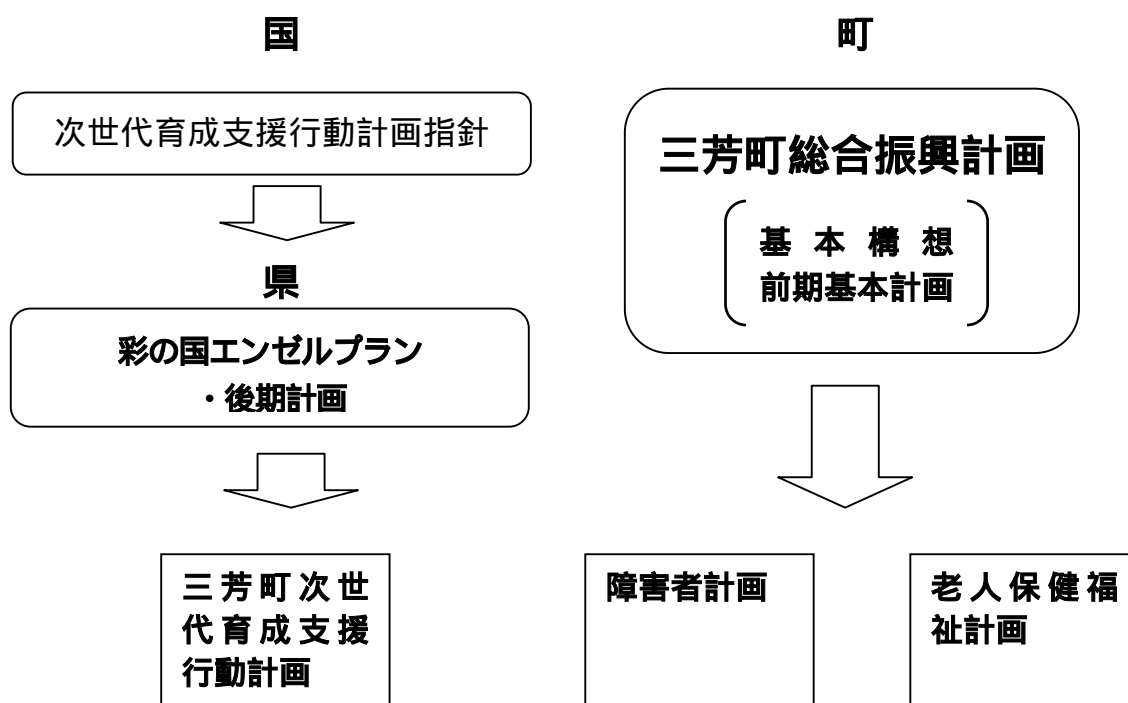 国
次世代育成支援行動計画指針
県
彩の国エンゼルプラン
・後期計画
町
三芳町総合振興計画
基本構想
前期基本計画
三芳町次世
代育成支援
行動計画
障害者計画
老人保健福
祉計画